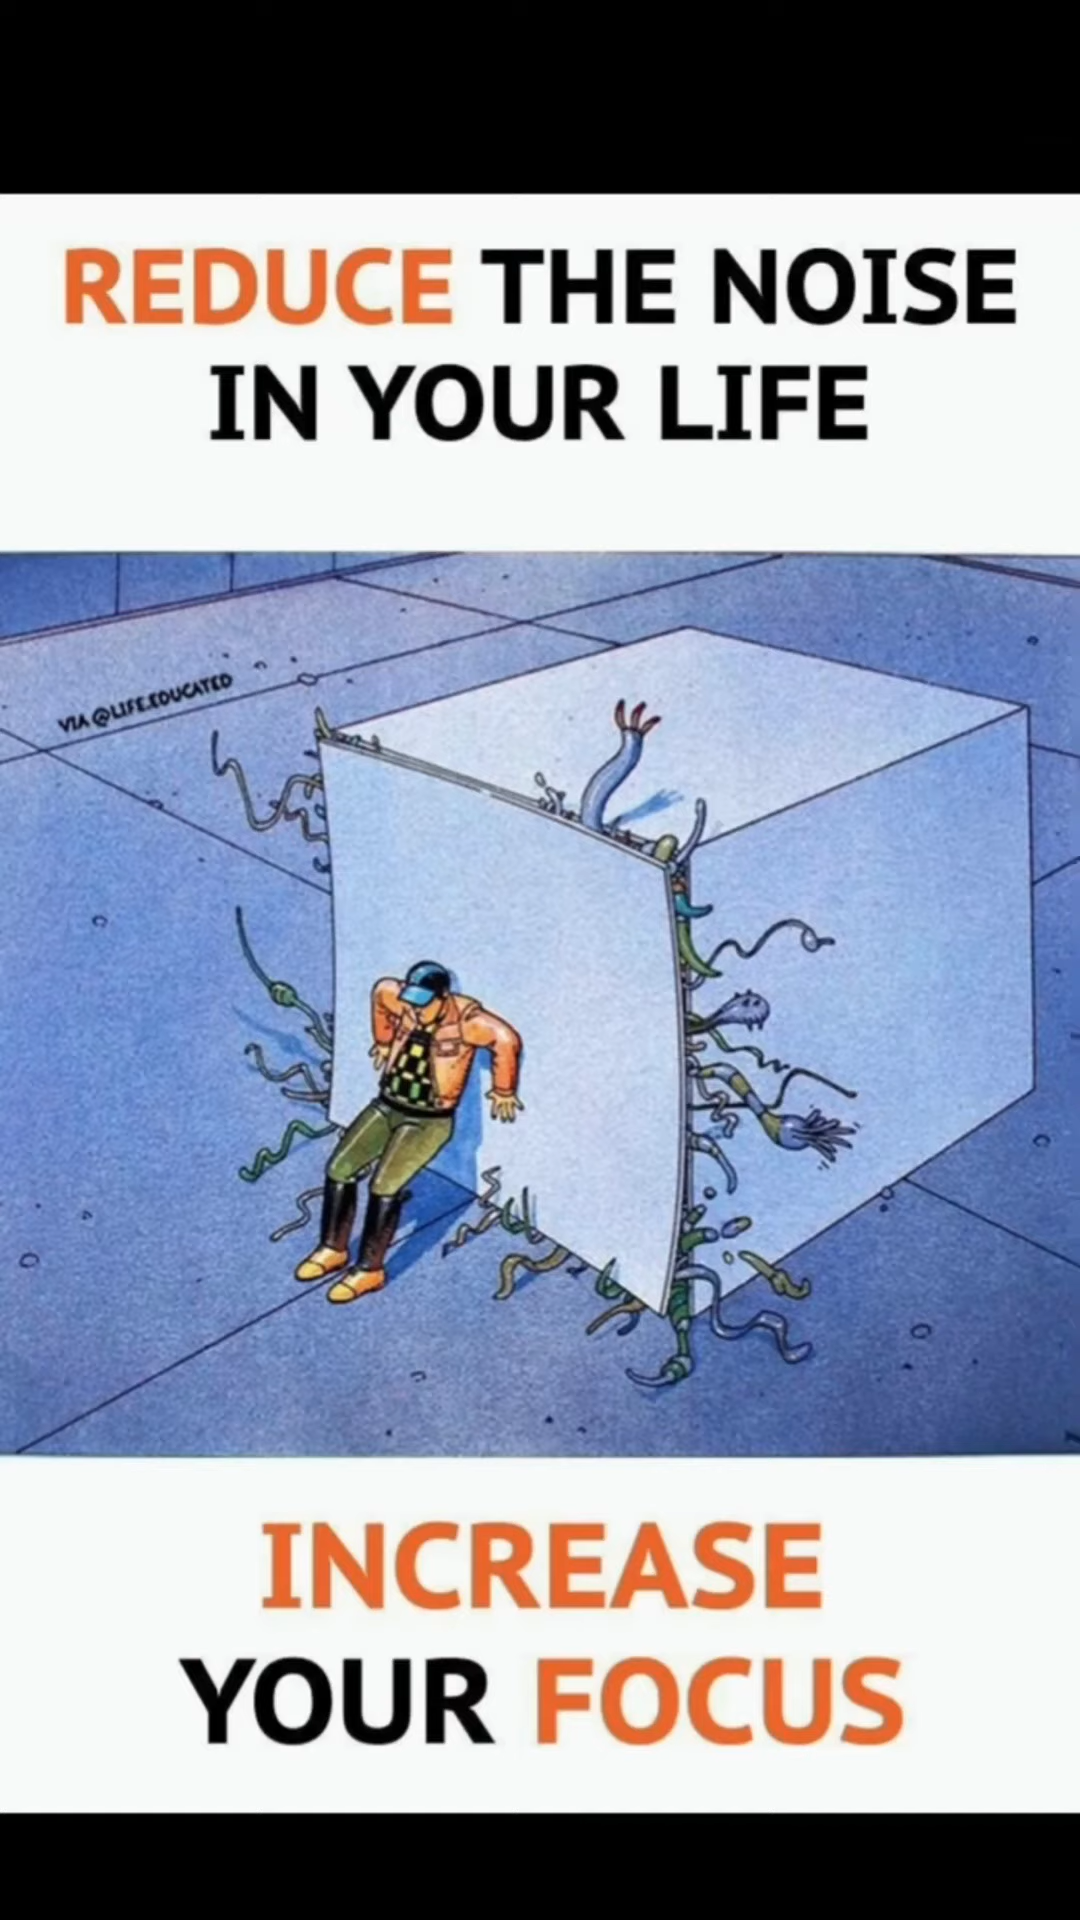 REDUCE THE NOISE
IN YOUR LIFE
VIA @LIFE.EDUCATED
INCREASE
YOUR FOCUS